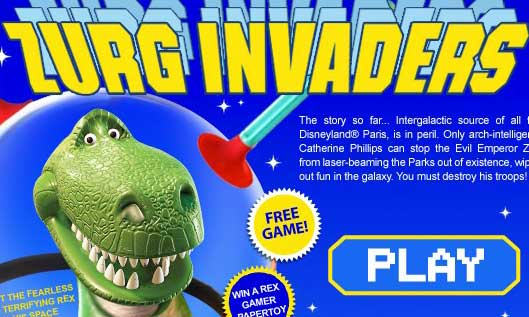 ZURG INVADERS
The story so far... Intergalactic source of all
Disneyland® Paris, is in peril. Only arch-intelligen
Catherine Phillips can stop the Evil Emperor Z
from laser-beaming the Parks out of existence, wip
out fun in the galaxy. You must destroy his troops!
FREE
GAME!
PLAY
T THE FEARLESS
TERRIFYING REX
SPACE
WIN A REX
GAMER
PAPERTOY